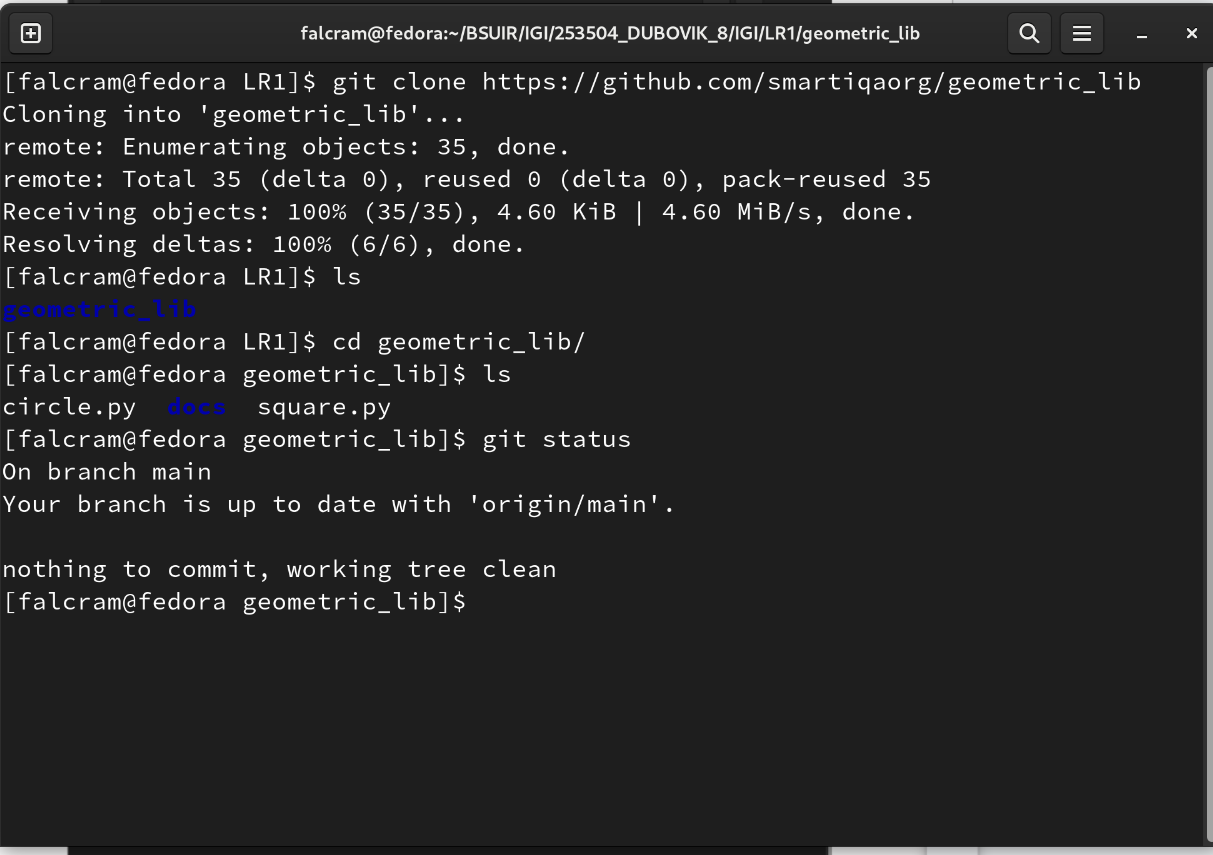 falcram@fedora:~/BSUIR/IGI/253504_DUBOVIK_8/IGI/LR1/geometric_lib
[falcram@fedora LR1]$ git clone https://github.com/smartiqaorg/geometric_lib
Cloning into 'geometric_lib'...
remote: Enumerating objects: 35, done.
remote: Total 35 (delta 0), reused 0 (delta 0), pack-reused 35
Receiving objects: 100% (35/35), 4.60 KiB | 4.60 MiB/s, done.
Resolving deltas: 100% (6/6), done.
[falcram@fedora LR1]$ ls
geometric_lib
[falcram@fedora LR1]$ cd geometric_lib/
[falcram@fedora geometric_lib]$ ls
circle.py  docs  square.py
[falcram@fedora geometric_lib]$ git status
On branch main
Your branch is up to date with 'origin/main'.

nothing to commit, working tree clean
[falcram@fedora geometric_lib]$